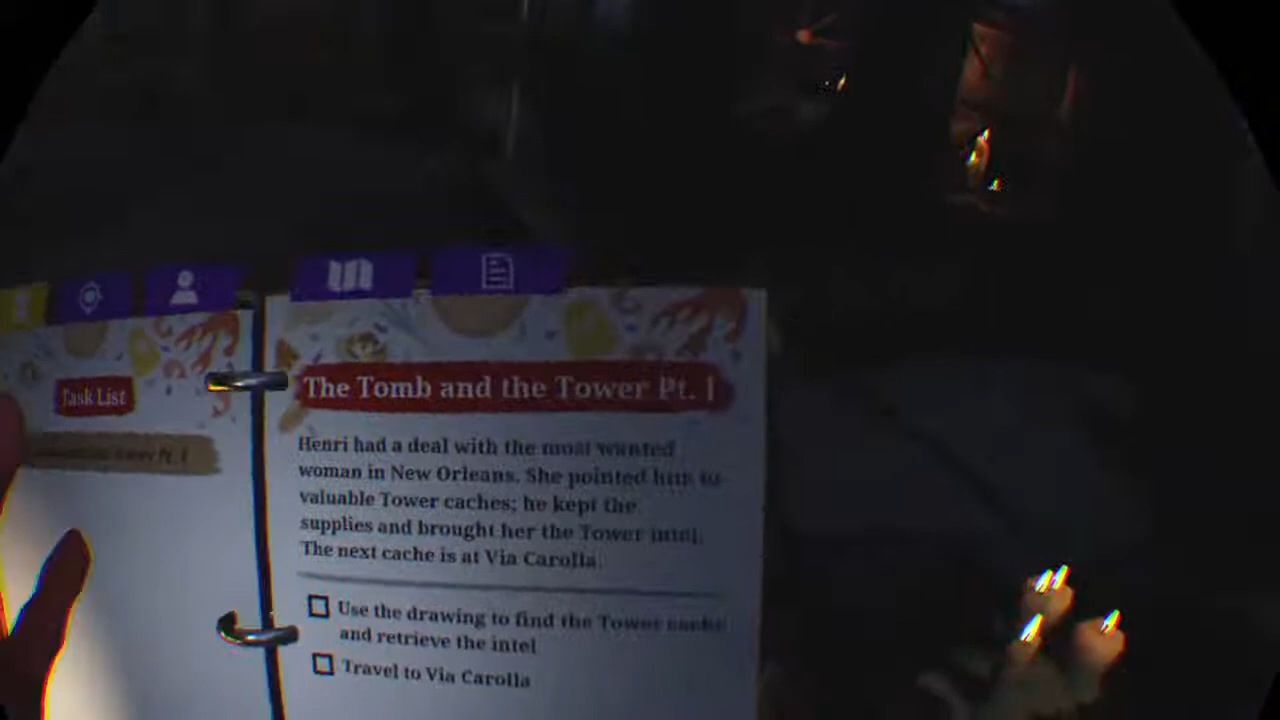 Task List
Tower Pt. I
The Tomb and the Tower Pt. I
Henri had a deal with the most wanted
woman in New Orleans. She pointed him to
valuable Tower caches; he kept the
supplies and brought her the Tower intel.
The next cache is at Via Carolla.
Use the drawing to find the Tower cache
and retrieve the intel
Travel to Via Carolla